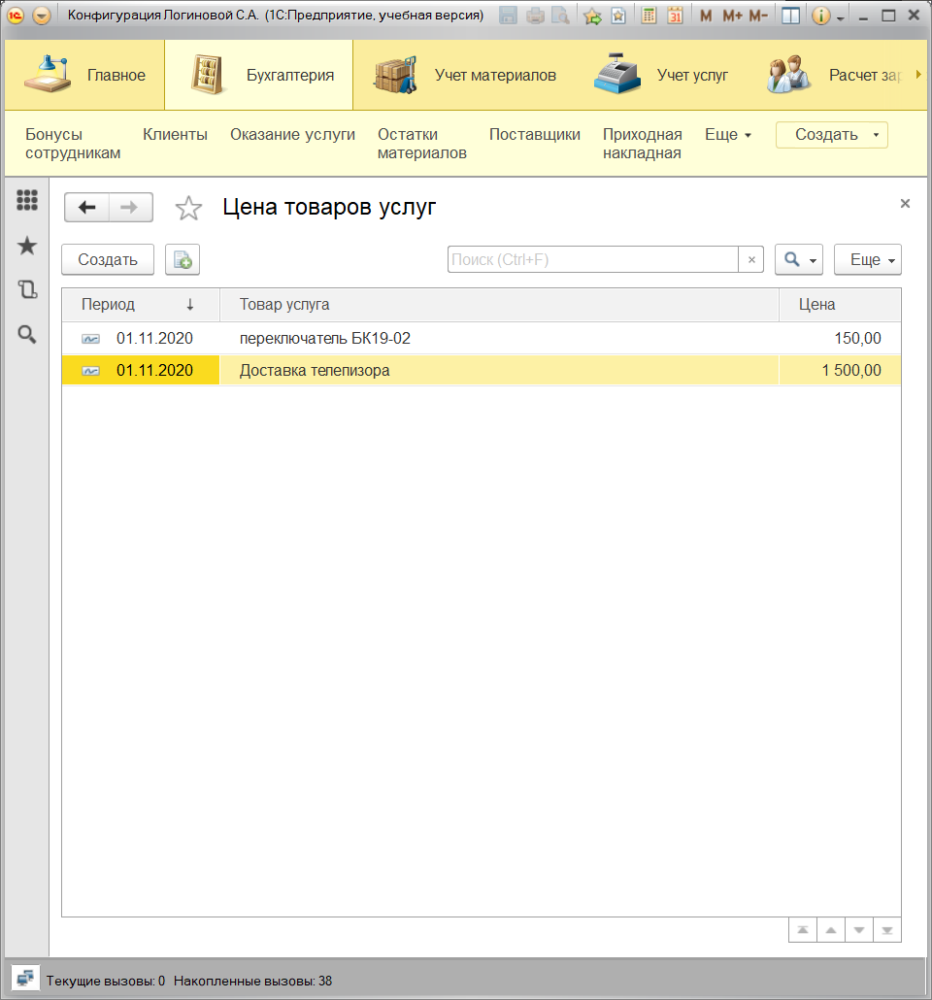 Конфигурация Логиновой С.А. (1С:Предприятие, учебная версия)
31 M M+ M-
Главное Бухгалтерия Учет материалов Учет услуг Расчет зар
Бонусы сотрудникам Клиенты Оказание услуги Остатки материалов Поставщики Приходная накладная Еще Создать
Цена товаров услуг
Создать Поиск (Ctrl+F) × Еще
Период ↓ Товар услуга Цена
01.11.2020 переключатель БК19-02 150,00
01.11.2020 Доставка телепизора 1 500,00
Текущие вызовы: 0 Накопленные вызовы: 38